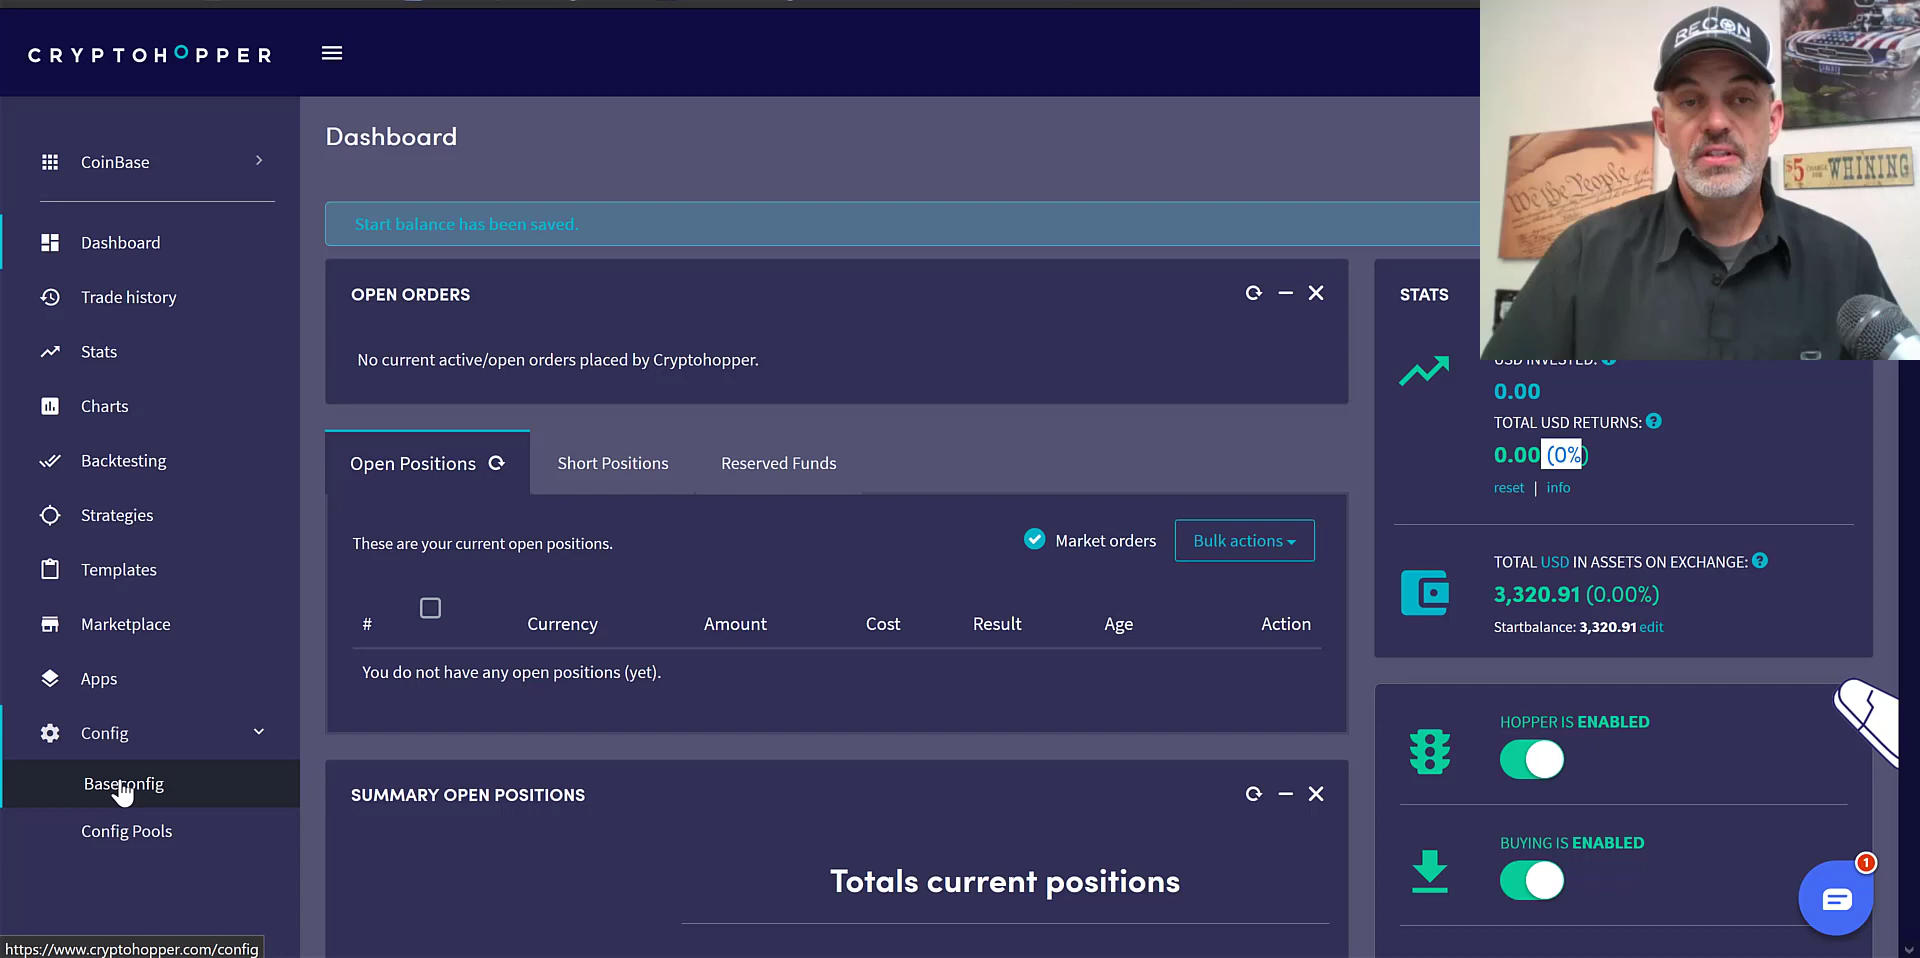 CRYPTOHOPPER
RECON
$5 CHARGE FOR WHINING
We the People
CoinBase
Dashboard
Trade history
Stats
Charts
Backtesting
Strategies
Templates
Marketplace
Apps
Config
Baseconfig
Config Pools
https://www.cryptohopper.com/config
Dashboard
Start balance has been saved.
OPEN ORDERS
No current active/open orders placed by Cryptohopper.
Open Positions
Short Positions
Reserved Funds
These are your current open positions.
Market orders
Bulk actions
# Currency Amount Cost Result Age Action
You do not have any open positions (yet).
SUMMARY OPEN POSITIONS
Totals current positions
STATS
USD INVESTED: ?
0.00
TOTAL USD RETURNS: ?
0.00 (0%)
reset | info
TOTAL USD IN ASSETS ON EXCHANGE: ?
3,320.91 (0.00%)
Startbalance: 3,320.91 edit
HOPPER IS ENABLED
BUYING IS ENABLED
1